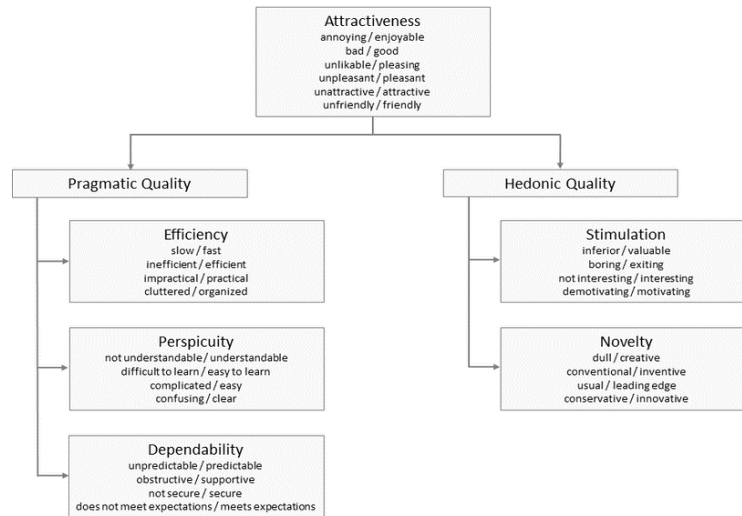 Attractiveness
annoying / enjoyable
bad / good
unlikable / pleasing
unpleasant / pleasant
unattractive / attractive
unfriendly / friendly
Pragmatic Quality
Hedonic Quality
Efficiency
slow / fast
inefficient / efficient
impractical / practical
cluttered / organized
Perspicuity
not understandable / understandable
difficult to learn / easy to learn
complicated / easy
confusing / clear
Dependability
unpredictable / predictable
obstructive / supportive
not secure / secure
does not meet expectations / meets expectations
Stimulation
inferior / valuable
boring / exiting
not interesting / interesting
demotivating / motivating
Novelty
dull / creative
conventional / inventive
usual / leading edge
conservative / innovative